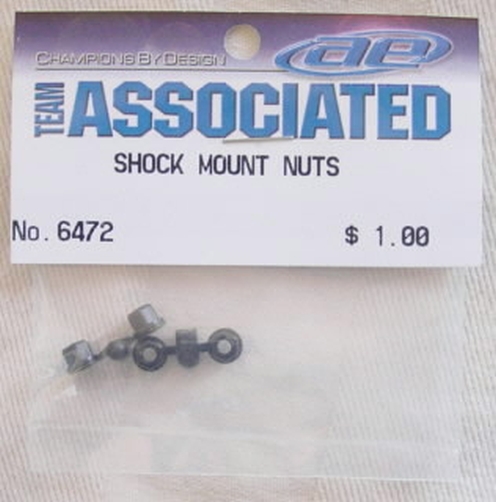 CHAMPIONS BY DESIGN
ae
TEAM ASSOCIATED
SHOCK MOUNT NUTS
No. 6472 $ 1.00